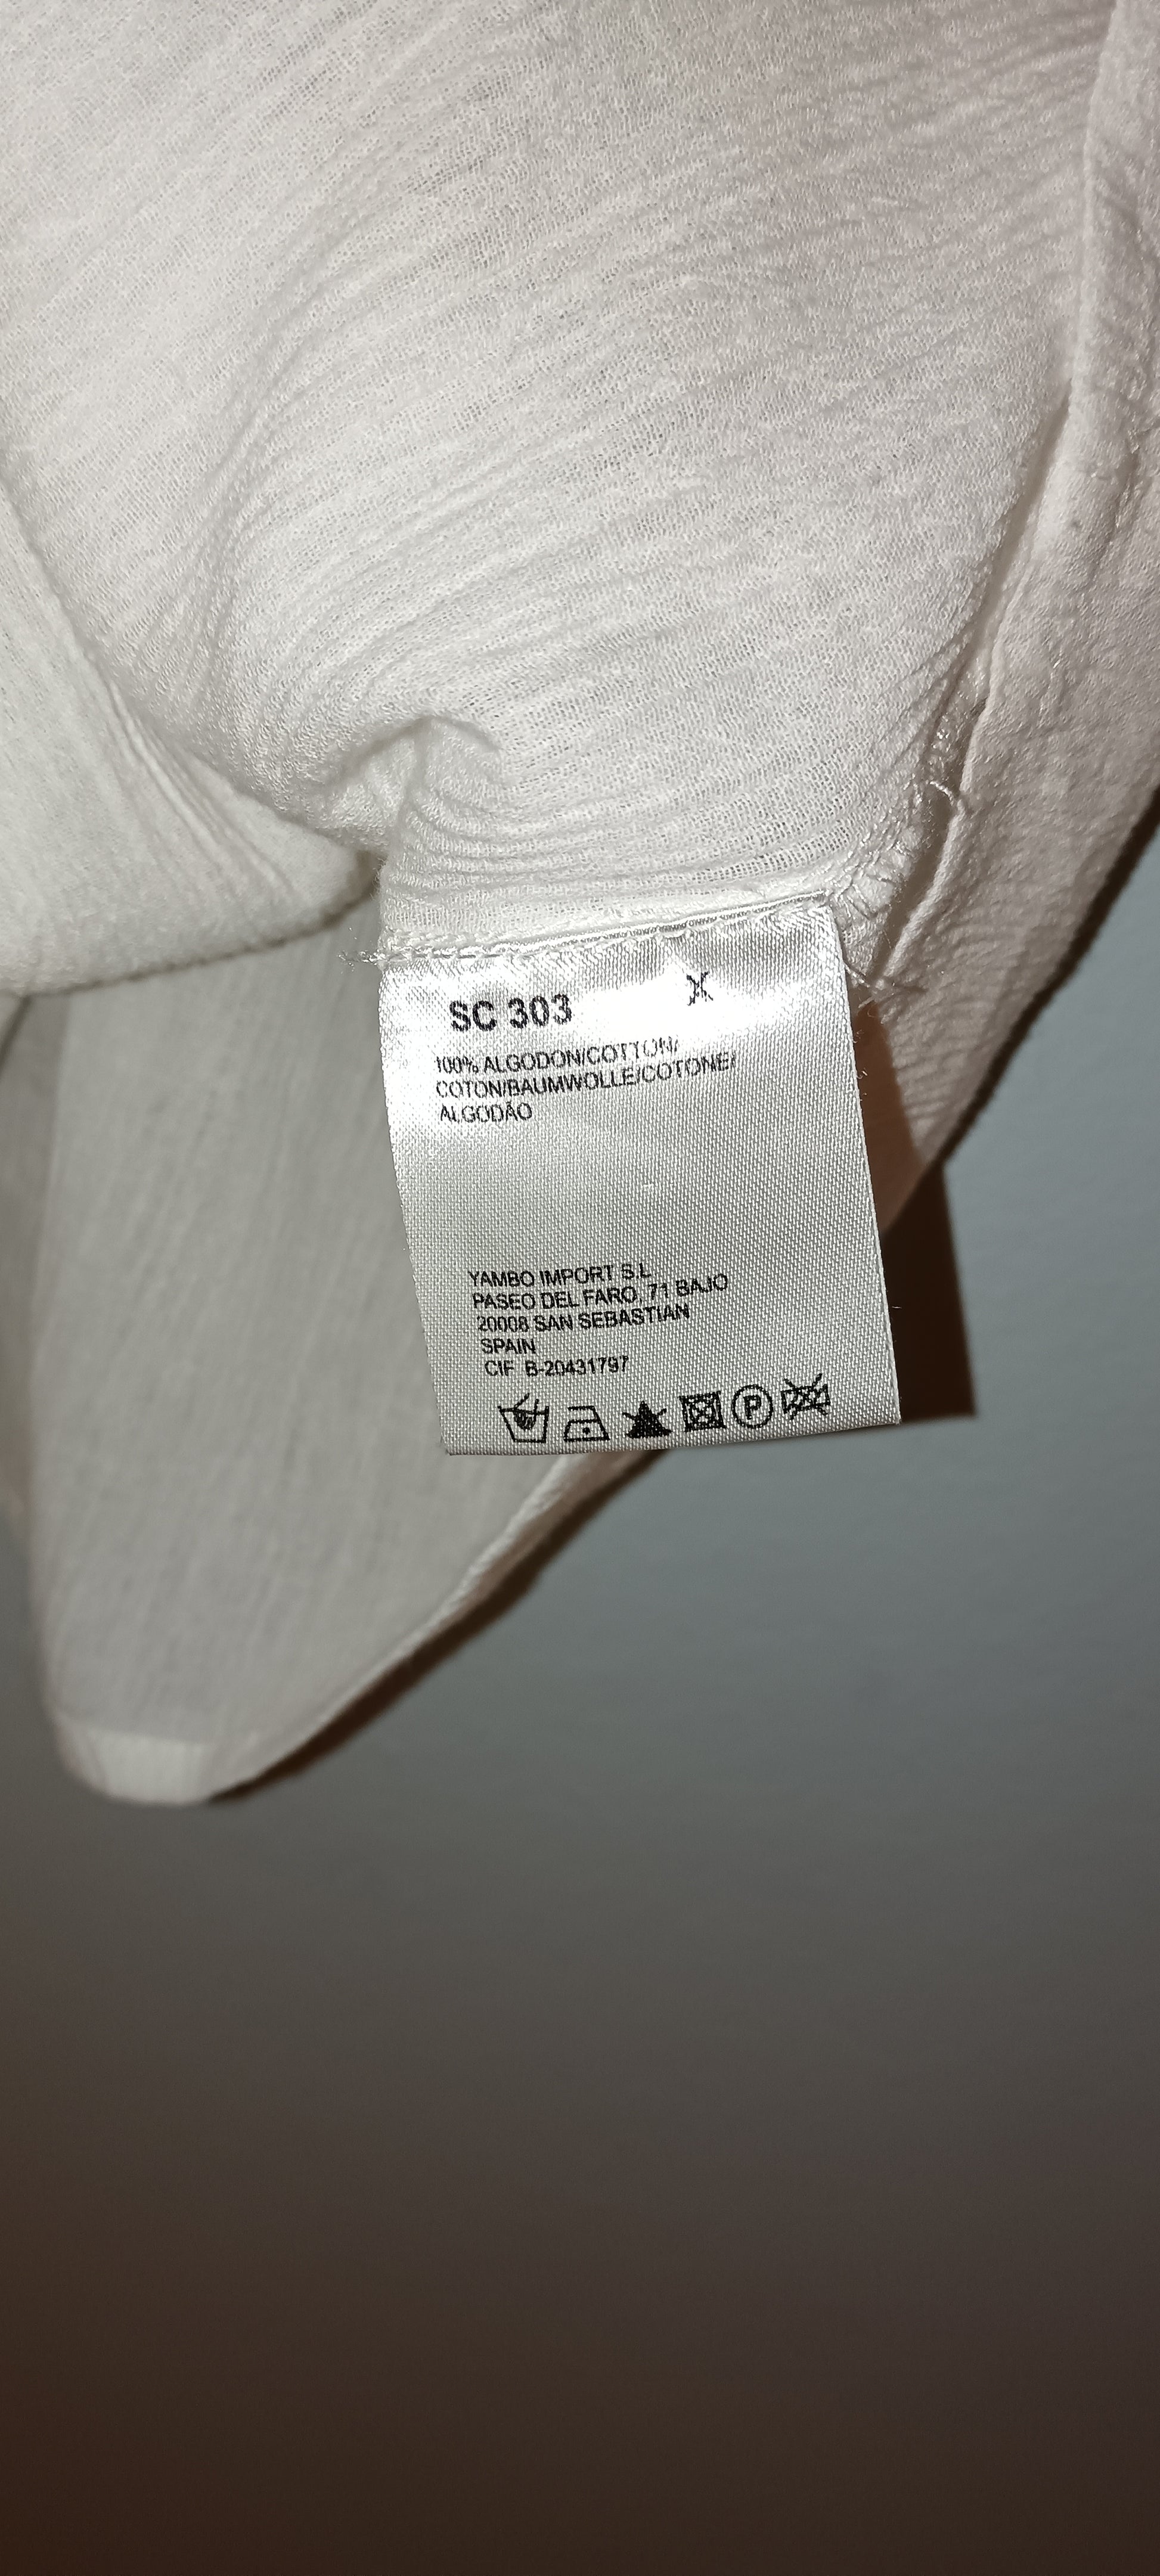 SC 303 X
100% ALGODON/COTTON/
COTON/BAUMWOLLE/COTONE/
ALGODÃO
YAMBO IMPORT S.L
PASEO DEL FARO, 71 BAJO
20008 SAN SEBASTIAN
SPAIN
CIF B-20431797
P